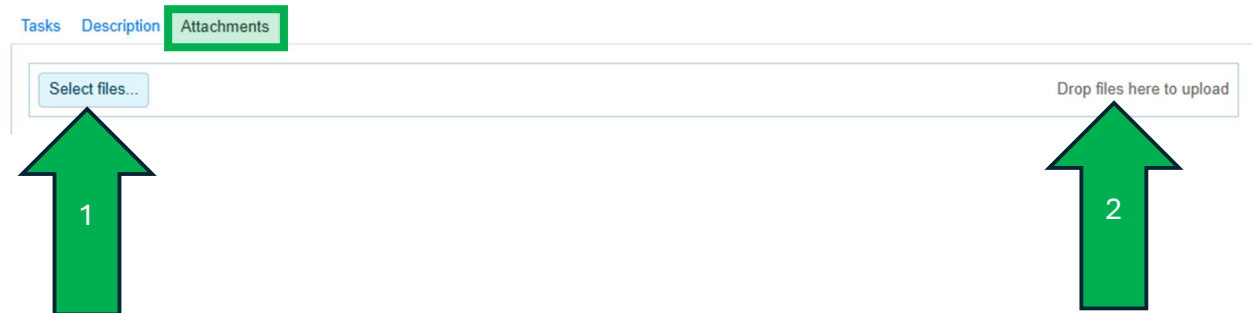 Tasks Description Attachments
Select files... Drop files here to upload
1 2